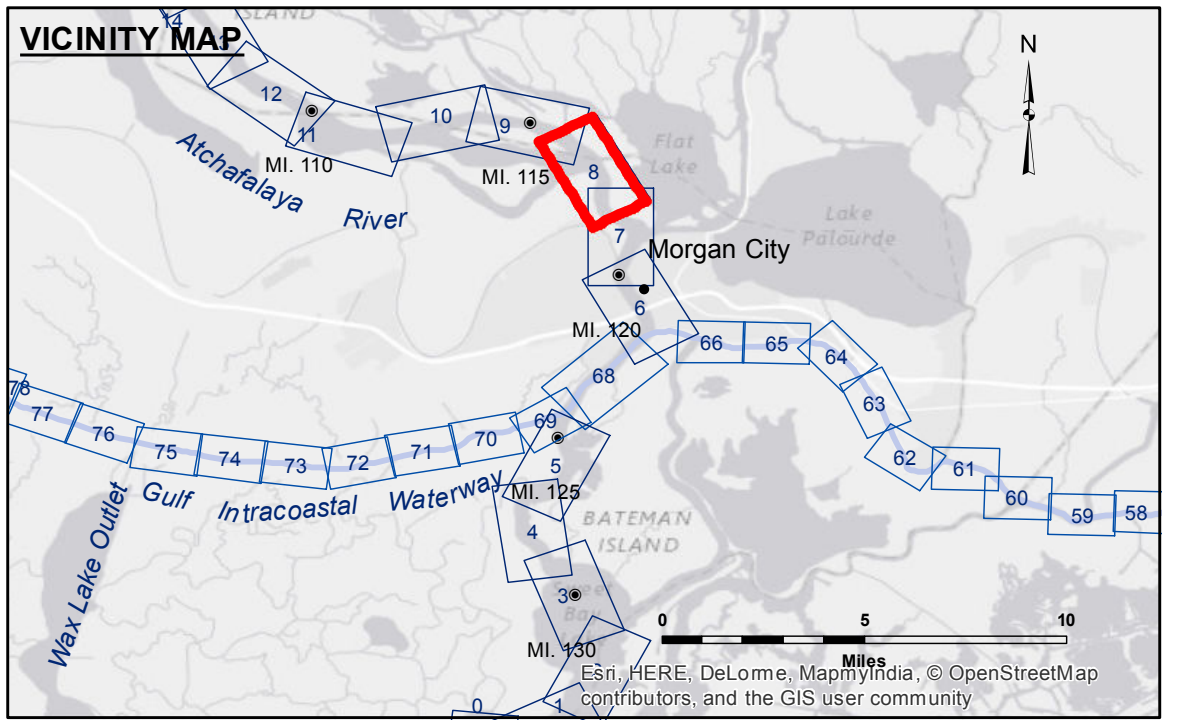 ISLAND
14
VICINITY MAP
N
12
11
10
9
MI. 110
Atchafalaya
River
MI. 115
8
Flat
Lake
7
Lake
Palourde
Morgan City
6
MI. 120
66
65
64
68
63
78
77
76
75
74
73
72
71
70
69
62
61
60
59
58
5
MI. 125
4
Wax Lake Outlet
Gulf Intracoastal Waterway
BATEMAN
ISLAND
3
Sweet
Bay
MI. 130
0
1
0 5 10
Miles
Esri, HERE, DeLorme, MapmyIndia, © OpenStreetMap
contributors, and the GIS user community